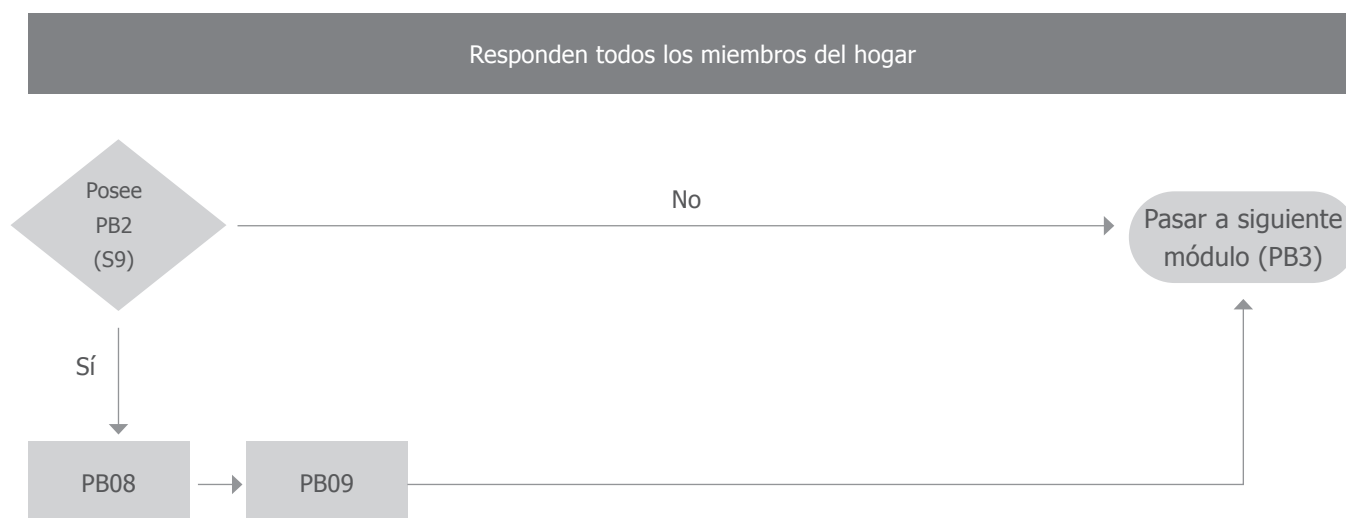 Responden todos los miembros del hogar
Posee
PB2
(S9)
No
Pasar a siguiente
módulo (PB3)
Sí
PB08
PB09